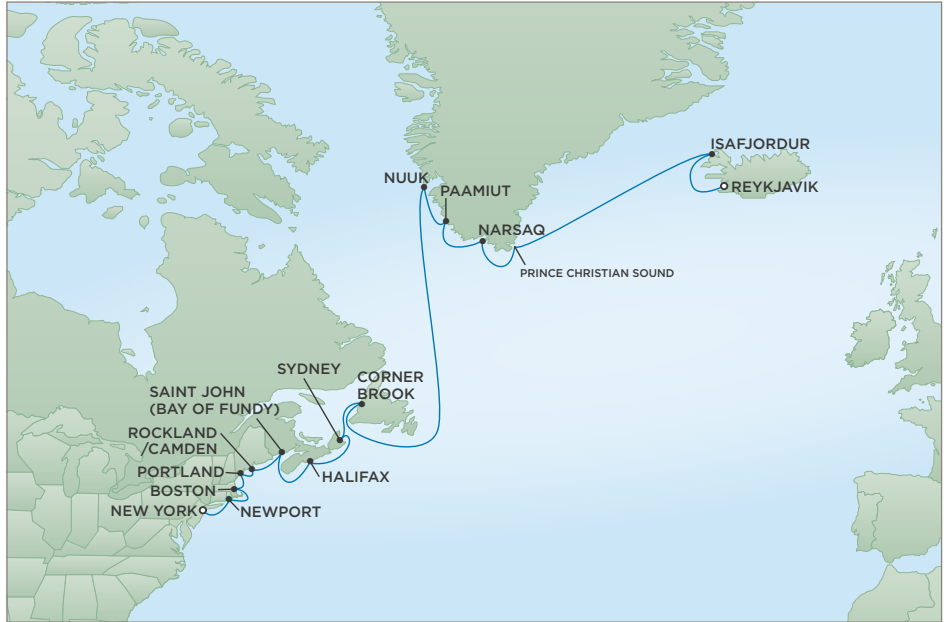 ISAFJORDUR
REYKJAVIK
NUUK
PAAMIUT
NARSAQ
PRINCE CHRISTIAN SOUND
SYDNEY
CORNER
BROOK
SAINT JOHN
(BAY OF FUNDY)
ROCKLAND
/CAMDEN
PORTLAND
HALIFAX
BOSTON
NEW YORK
NEWPORT